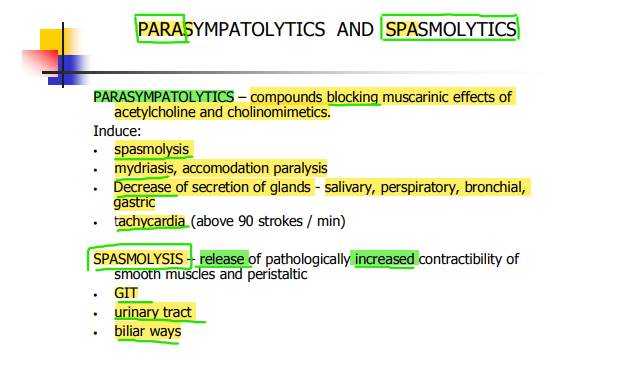 PARASYMPATOLYTICS AND SPASMOLYTICS
PARASYMPATOLYTICS – compounds blocking muscarinic effects of
acetylcholine and cholinomimetics.
Induce:
• spasmolysis
• mydriasis, accomodation paralysis
• Decrease of secretion of glands - salivary, perspiratory, bronchial,
gastric
• tachycardia (above 90 strokes / min)
SPASMOLYSIS – release of pathologically increased contractibility of
smooth muscles and peristaltic
• GIT
• urinary tract
• biliar ways